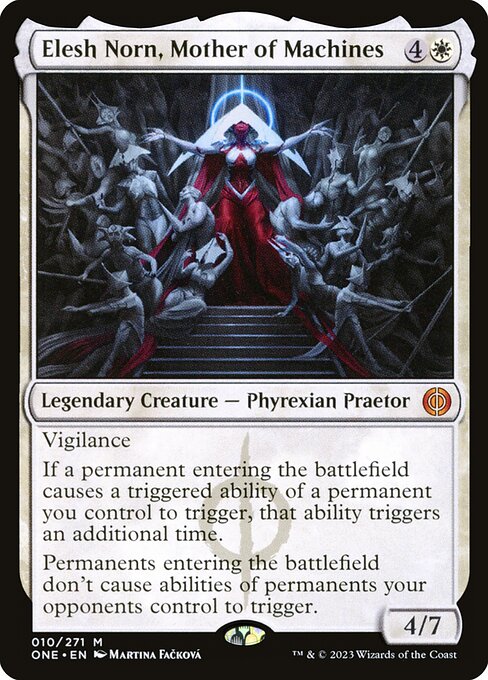 Elesh Norn, Mother of Machines 4
Legendary Creature — Phyrexian Praetor
Vigilance
If a permanent entering the battlefield
causes a triggered ability of a permanent
you control to trigger, that ability triggers
an additional time.
Permanents entering the battlefield
don't cause abilities of permanents your
opponents control to trigger.
4/7
010/271 M
ONE • EN Martina Fačková
™ & © 2023 Wizards of the Coast